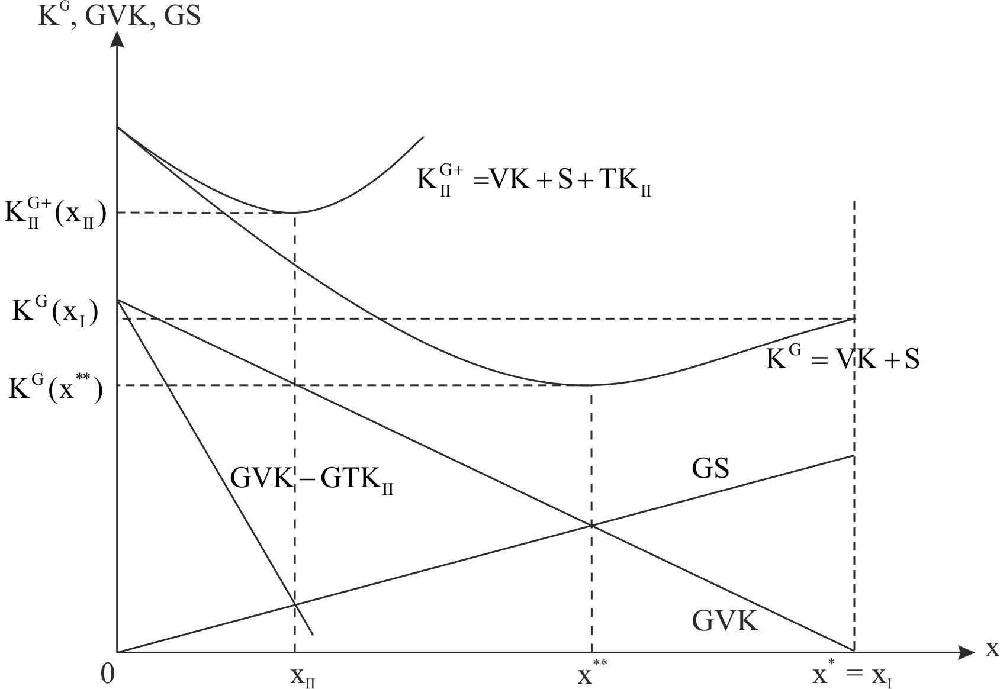 K^G, GVK, GS
K_II^G+ = VK + S + TK_II
K_II^G+(x_II)
K^G(x_I)
K^G = VK + S
K^G(x^**)
GS
GVK – GTK_II
GVK
x
0
x_II
x^**
x^* = x_I